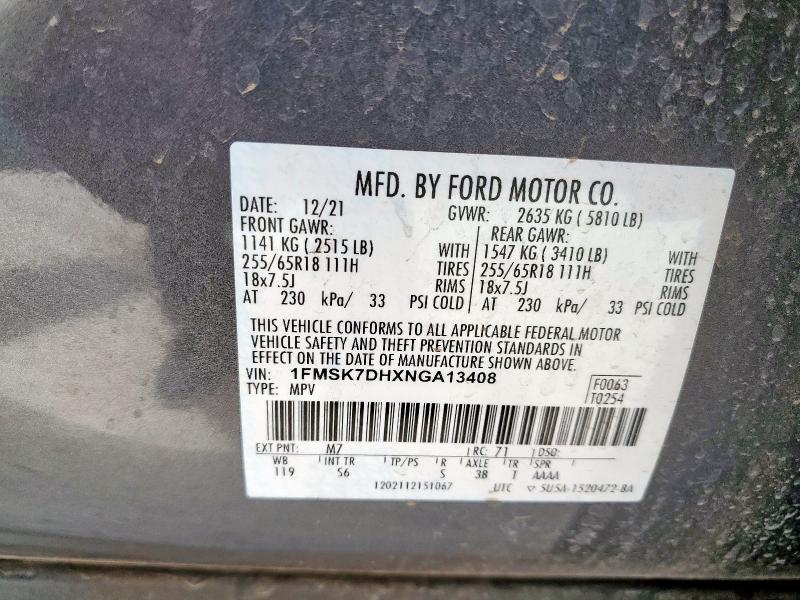 MFD. BY FORD MOTOR CO.
DATE: 12/21 GVWR: 2635 KG ( 5810 LB)
FRONT GAWR: REAR GAWR:
1141 KG ( 2515 LB) WITH 1547 KG ( 3410 LB) WITH
255/65R18 111H TIRES 255/65R18 111H TIRES
18x7.5J RIMS 18x7.5J RIMS
AT 230 kPa/ 33 PSI COLD AT 230 kPa/ 33 PSI COLD
THIS VEHICLE CONFORMS TO ALL APPLICABLE FEDERAL MOTOR
VEHICLE SAFETY AND THEFT PREVENTION STANDARDS IN
EFFECT ON THE DATE OF MANUFACTURE SHOWN ABOVE.
VIN: 1FMSK7DHXNGA13408
TYPE: MPV
F0063
T0254
EXT PNT: M7 RC: 71 DSO:
WB INT TR TP/PS R AXLE TR SPR
119 S6 S 3B T AAAA
12021121S1067 UTC SU5A-1520472-BA